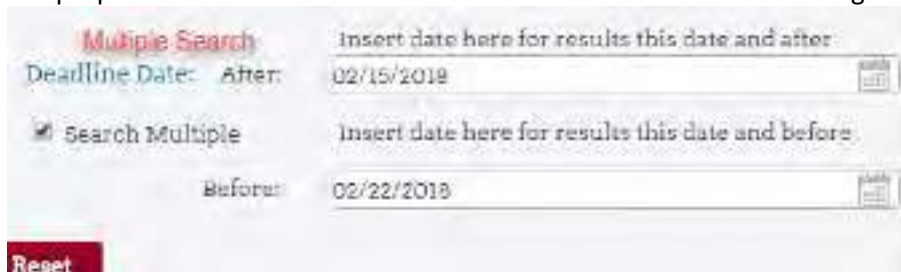 Multiple Search
Insert date here for results this date and after
Deadline Date: After: 02/15/2018
Search Multiple
Insert date here for results this date and before
Before: 02/22/2018
Reset